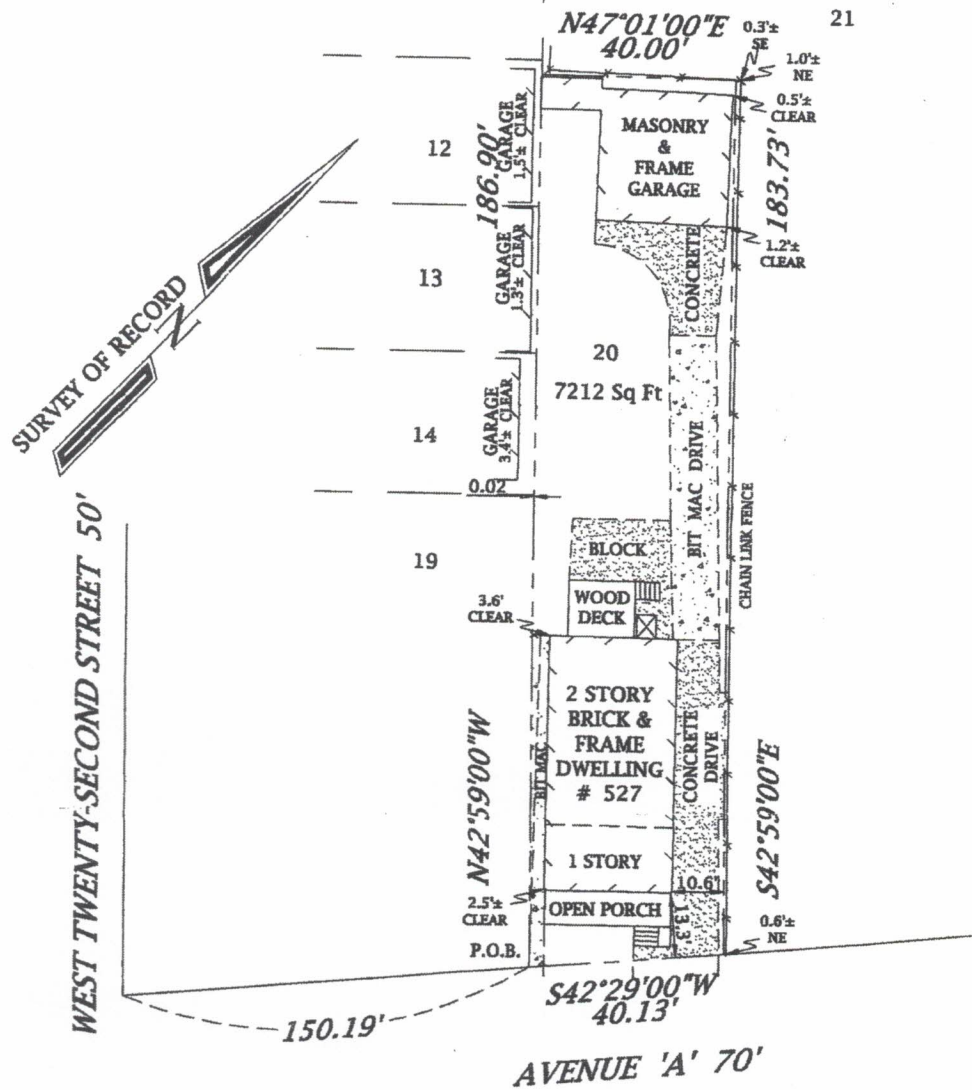 21
N47°01'00"E
40.00'
0.3'±
SE
1.0'±
NE
0.5'±
CLEAR
12
GARAGE
1.5'± CLEAR
186.90'
MASONRY
&
FRAME
GARAGE
183.73'
1.2'±
CLEAR
13
GARAGE
1.3'± CLEAR
CONCRETE
SURVEY OF RECORD
N
20
7212 Sq Ft
14
GARAGE
3.4'± CLEAR
BIT MAC DRIVE
CHAIN LINK FENCE
0.02
19
BLOCK
WOOD
DECK
3.6'
CLEAR
WEST TWENTY-SECOND STREET 50'
N42°59'00"W
BIT MAC
2 STORY
BRICK &
FRAME
DWELLING
# 527
CONCRETE
DRIVE
S42°59'00"E
1 STORY
10.6'
2.5'±
CLEAR
OPEN PORCH
13.3'
0.6'±
NE
P.O.B.
S42°29'00"W
40.13'
150.19'
AVENUE 'A' 70'